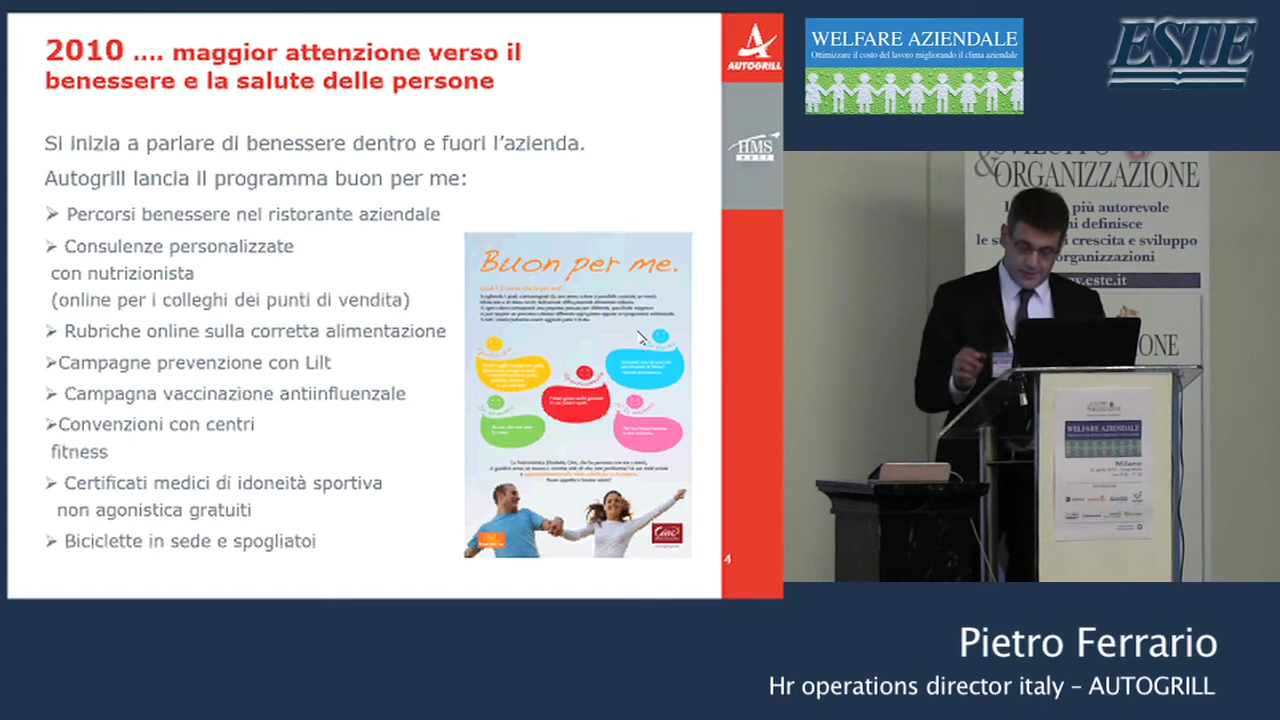 2010 .... maggior attenzione verso il
benessere e la salute delle persone
Si inizia a parlare di benessere dentro e fuori l’azienda.
Autogrill lancia il programma buon per me:
➢ Percorsi benessere nel ristorante aziendale
➢ Consulenze personalizzate
con nutrizionista
(online per i colleghi dei punti di vendita)
➢ Rubriche online sulla corretta alimentazione
➢Campagne prevenzione con Lilt
➢ Campagna vaccinazione antiinfluenzale
➢Convenzioni con centri
fitness
➢ Certificati medici di idoneità sportiva
non agonistica gratuiti
➢ Biciclette in sede e spogliatoi
Buon per me.
AUTOGRILL
HMS
4
WELFARE AZIENDALE
Ottimizzare il costo del lavoro migliorando il clima aziendale
ESTE
SVILUPPO
&ORGANIZZAZIONE
più autorevole
definisce
crescita e sviluppo
organizzazioni
.este.it
ONE
WELFARE AZIENDALE
Milano
Pietro Ferrario
Hr operations director italy – AUTOGRILL